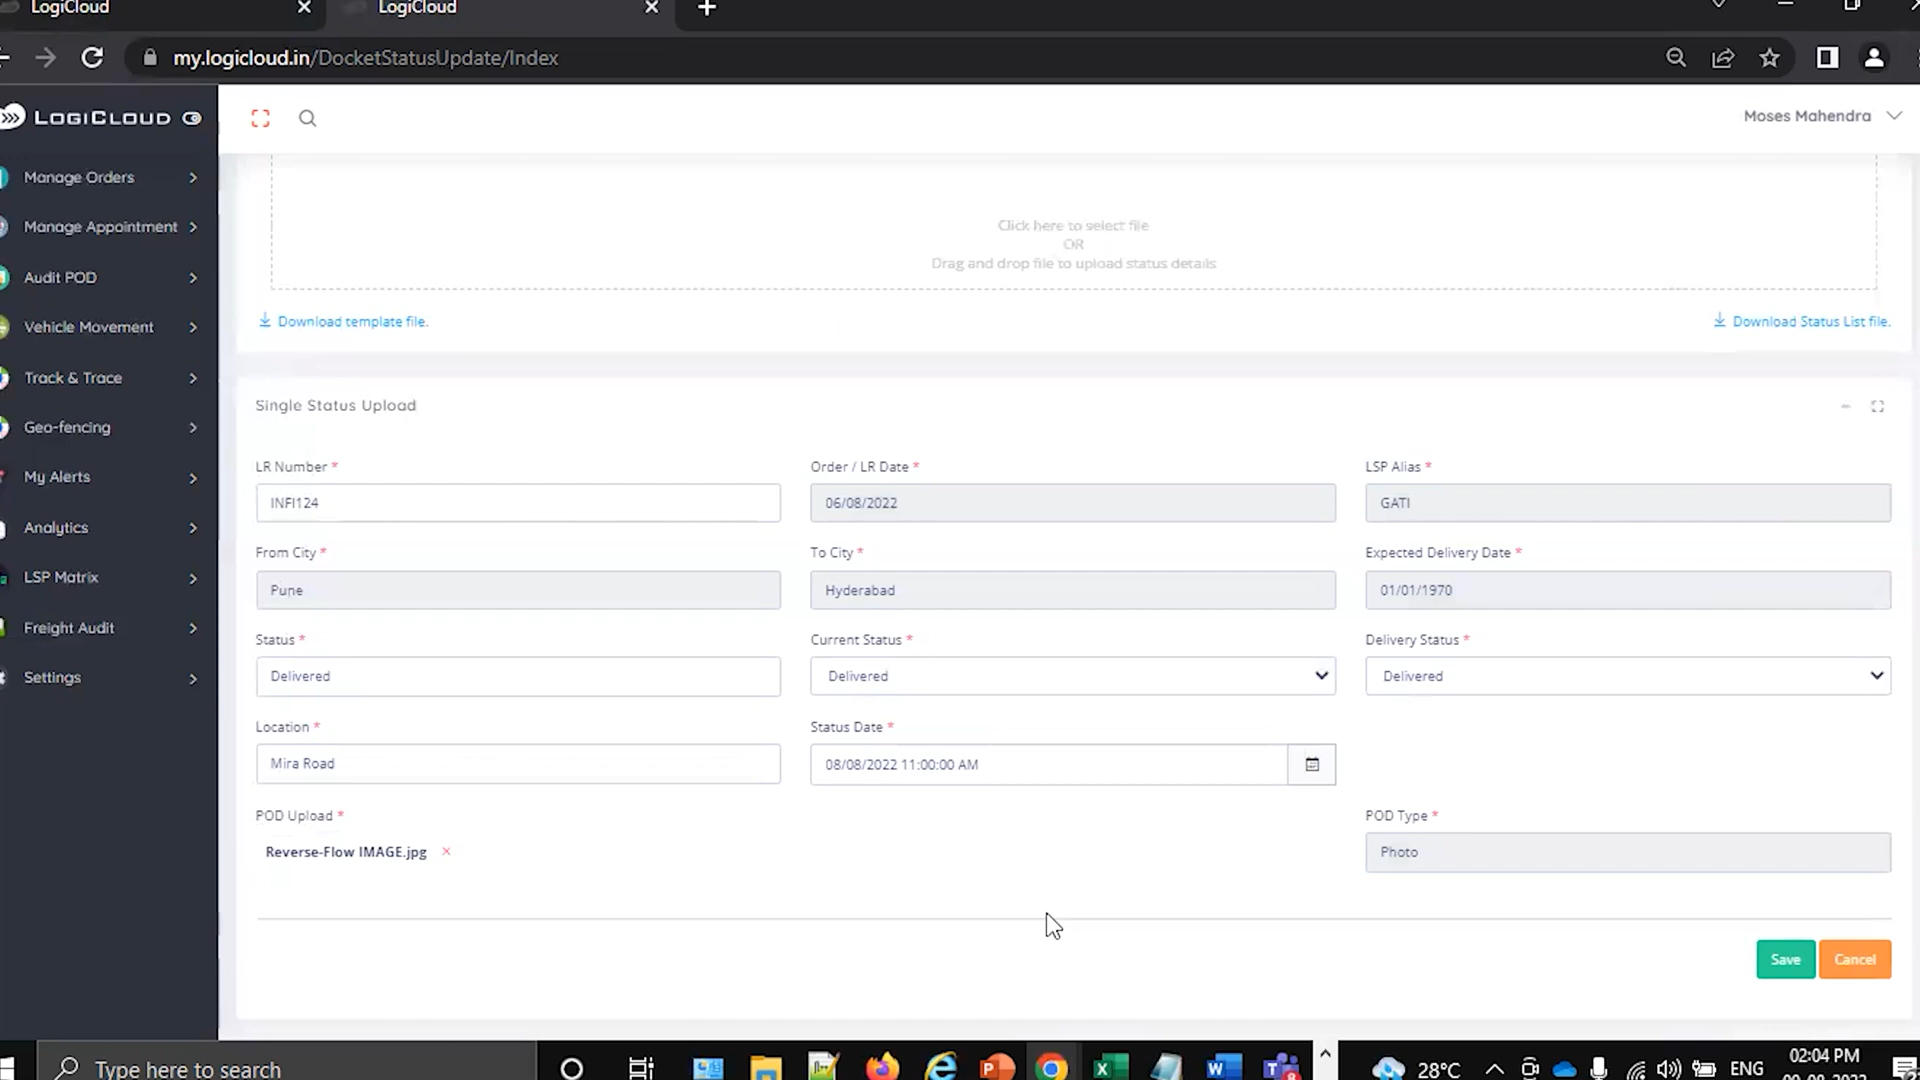 LogiCloud
LogiCloud
my.logicloud.in/DocketStatusUpdate/Index
LOGICLOUD
Moses Mahendra
Manage Orders
Manage Appointment
Audit POD
Vehicle Movement
Track & Trace
Geo-fencing
My Alerts
Analytics
LSP Matrix
Freight Audit
Settings
Click here to select file
OR
Drag and drop file to upload status details
Download template file.
Download Status List file.
Single Status Upload
LR Number *
Order / LR Date *
LSP Alias *
INFI124
06/08/2022
GATI
From City *
To City *
Expected Delivery Date *
Pune
Hyderabad
01/01/1970
Status *
Current Status *
Delivery Status *
Delivered
Delivered
Delivered
Location *
Status Date *
Mira Road
08/08/2022 11:00:00 AM
POD Upload *
POD Type *
Reverse-Flow IMAGE.jpg
Photo
Save
Cancel
Type here to search
28°C
ENG
02:04 PM